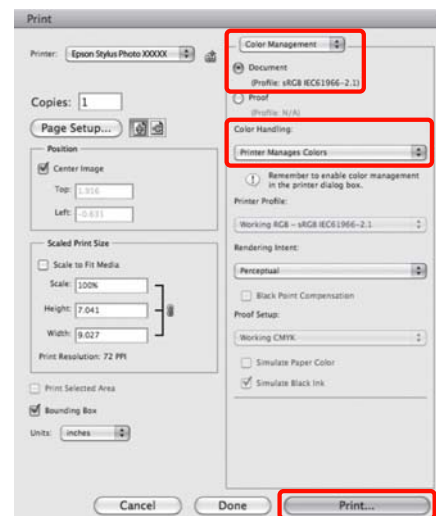 Print
Printer: Epson Stylus Photo XXXXX
Copies: 1
Page Setup...
Position
Center Image
Top: 1.916
Left: -0.633
Scaled Print Size
Scale to Fit Media
Scale: 100%
Height: 7.041
Width: 9.027
Print Resolution: 72 PPI
Print Selected Area
Bounding Box
Units: inches
Color Management
Document
(Profile: sRGB IEC61966-2.1)
Proof
(Profile: N/A)
Color Handling:
Printer Manages Colors
Remember to enable color management
in the printer dialog box.
Printer Profile:
Working RGB - sRGB IEC61966-2.1
Rendering Intent:
Perceptual
Black Point Compensation
Proof Setup:
Working CMYK
Simulate Paper Color
Simulate Black Ink
Cancel
Done
Print...